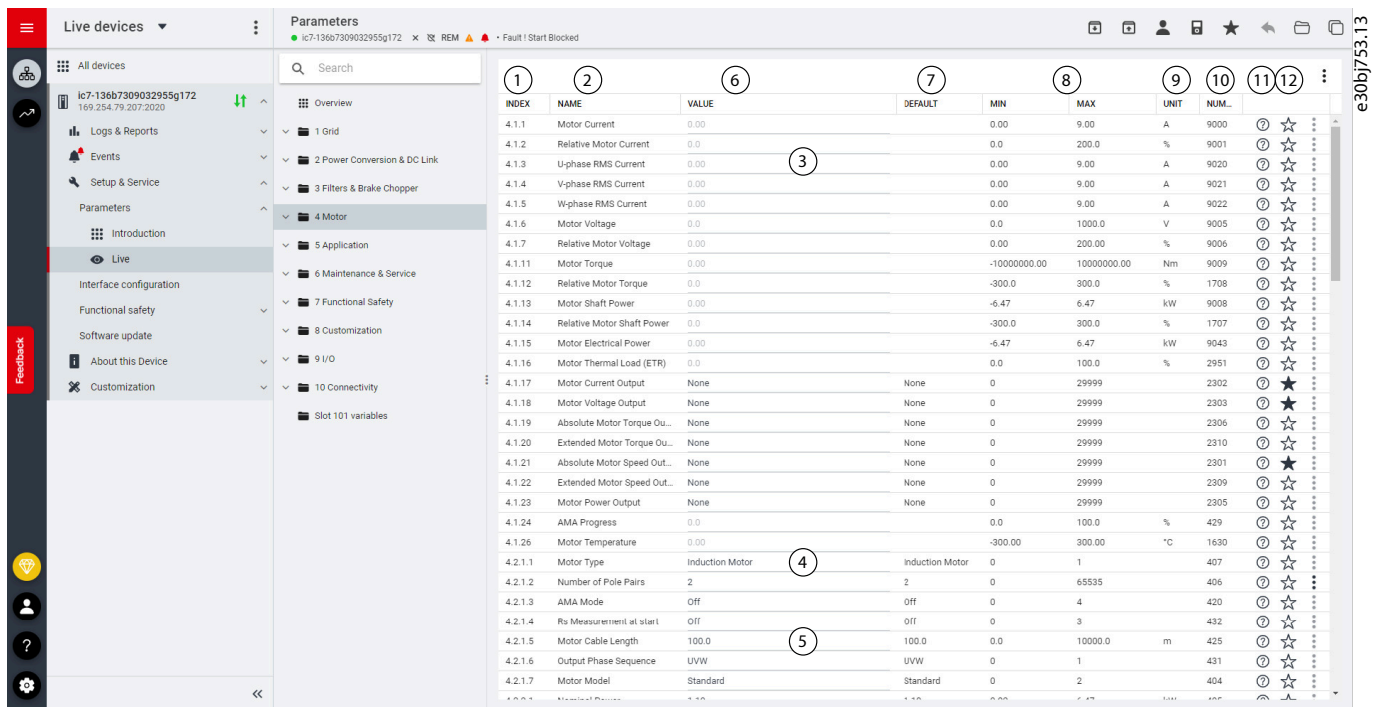 Live devices
Parameters
ic7-136b7309032955g172 × REM • Fault ! Start Blocked
e30bj753.13
All devices
ic7-136b7309032955g172
169.254.79.207:2020
Logs & Reports
Events
Setup & Service
Parameters
Introduction
Live
Interface configuration
Functional safety
Software update
About this Device
Customization
Feedback
Search
Overview
1 Grid
2 Power Conversion & DC Link
3 Filters & Brake Chopper
4 Motor
5 Application
6 Maintenance & Service
7 Functional Safety
8 Customization
9 I/O
10 Connectivity
Slot 101 variables
1 2 6 7 8 9 10 11 12
INDEX NAME VALUE DEFAULT MIN MAX UNIT NUM...
4.1.1 Motor Current 0.00 0.00 9.00 A 9000
4.1.2 Relative Motor Current 0.0 0.0 200.0 % 9001
3
4.1.3 U-phase RMS Current 0.00 0.00 9.00 A 9020
4.1.4 V-phase RMS Current 0.00 0.00 9.00 A 9021
4.1.5 W-phase RMS Current 0.00 0.00 9.00 A 9022
4.1.6 Motor Voltage 0.0 0.0 1000.0 V 9005
4.1.7 Relative Motor Voltage 0.00 0.00 200.00 % 9006
4.1.11 Motor Torque 0.00 -10000000.00 10000000.00 Nm 9009
4.1.12 Relative Motor Torque 0.0 -300.0 300.0 % 1708
4.1.13 Motor Shaft Power 0.00 -6.47 6.47 kW 9008
4.1.14 Relative Motor Shaft Power 0.0 -300.0 300.0 % 1707
4.1.15 Motor Electrical Power 0.00 -6.47 6.47 kW 9043
4.1.16 Motor Thermal Load (ETR) 0.0 0.0 100.0 % 2951
4.1.17 Motor Current Output None None 0 29999 2302
4.1.18 Motor Voltage Output None None 0 29999 2303
4.1.19 Absolute Motor Torque Ou... None None 0 29999 2306
4.1.20 Extended Motor Torque Ou... None None 0 29999 2310
4.1.21 Absolute Motor Speed Out... None None 0 29999 2301
4.1.22 Extended Motor Speed Out... None None 0 29999 2309
4.1.23 Motor Power Output None None 0 29999 2305
4.1.24 AMA Progress 0.0 0.0 100.0 % 429
4.1.26 Motor Temperature 0.00 -300.00 300.00 °C 1630
4.2.1.1 Motor Type Induction Motor 4 Induction Motor 0 1 407
4.2.1.2 Number of Pole Pairs 2 2 0 65535 406
4.2.1.3 AMA Mode Off Off 0 4 420
4.2.1.4 Rs Measurement at start Off Off 0 3 432
4.2.1.5 Motor Cable Length 100.0 5 100.0 0.0 10000.0 m 425
4.2.1.6 Output Phase Sequence UVW UVW 0 1 431
4.2.1.7 Motor Model Standard Standard 0 2 404